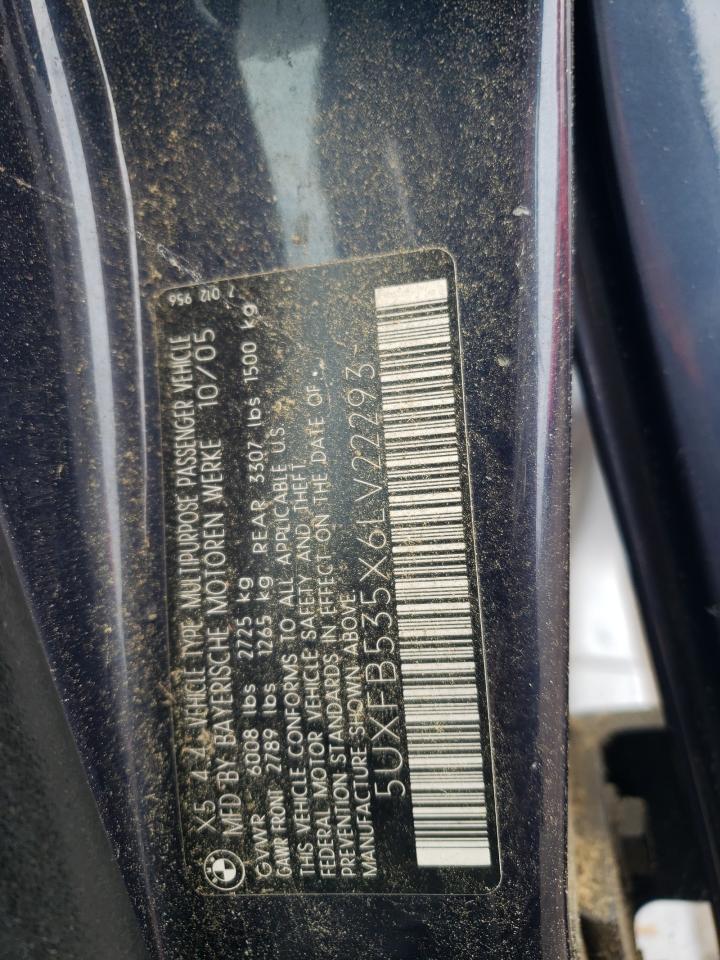 7 012 956
X5 4.4i VEHICLE TYPE: MULTIPURPOSE PASSENGER VEHICLE
MFD BY BAYERISCHE MOTOREN WERKE 10/05
GVWR 6008 lbs 2725 kg
GAWR FRONT 2789 lbs 1265 kg REAR 3307 lbs 1500 kg
THIS VEHICLE CONFORMS TO ALL APPLICABLE U.S.
FEDERAL MOTOR VEHICLE SAFETY AND THEFT
PREVENTION STANDARDS IN EFFECT ON THE DATE OF
MANUFACTURE SHOWN ABOVE
5UXFB535X6LV22293